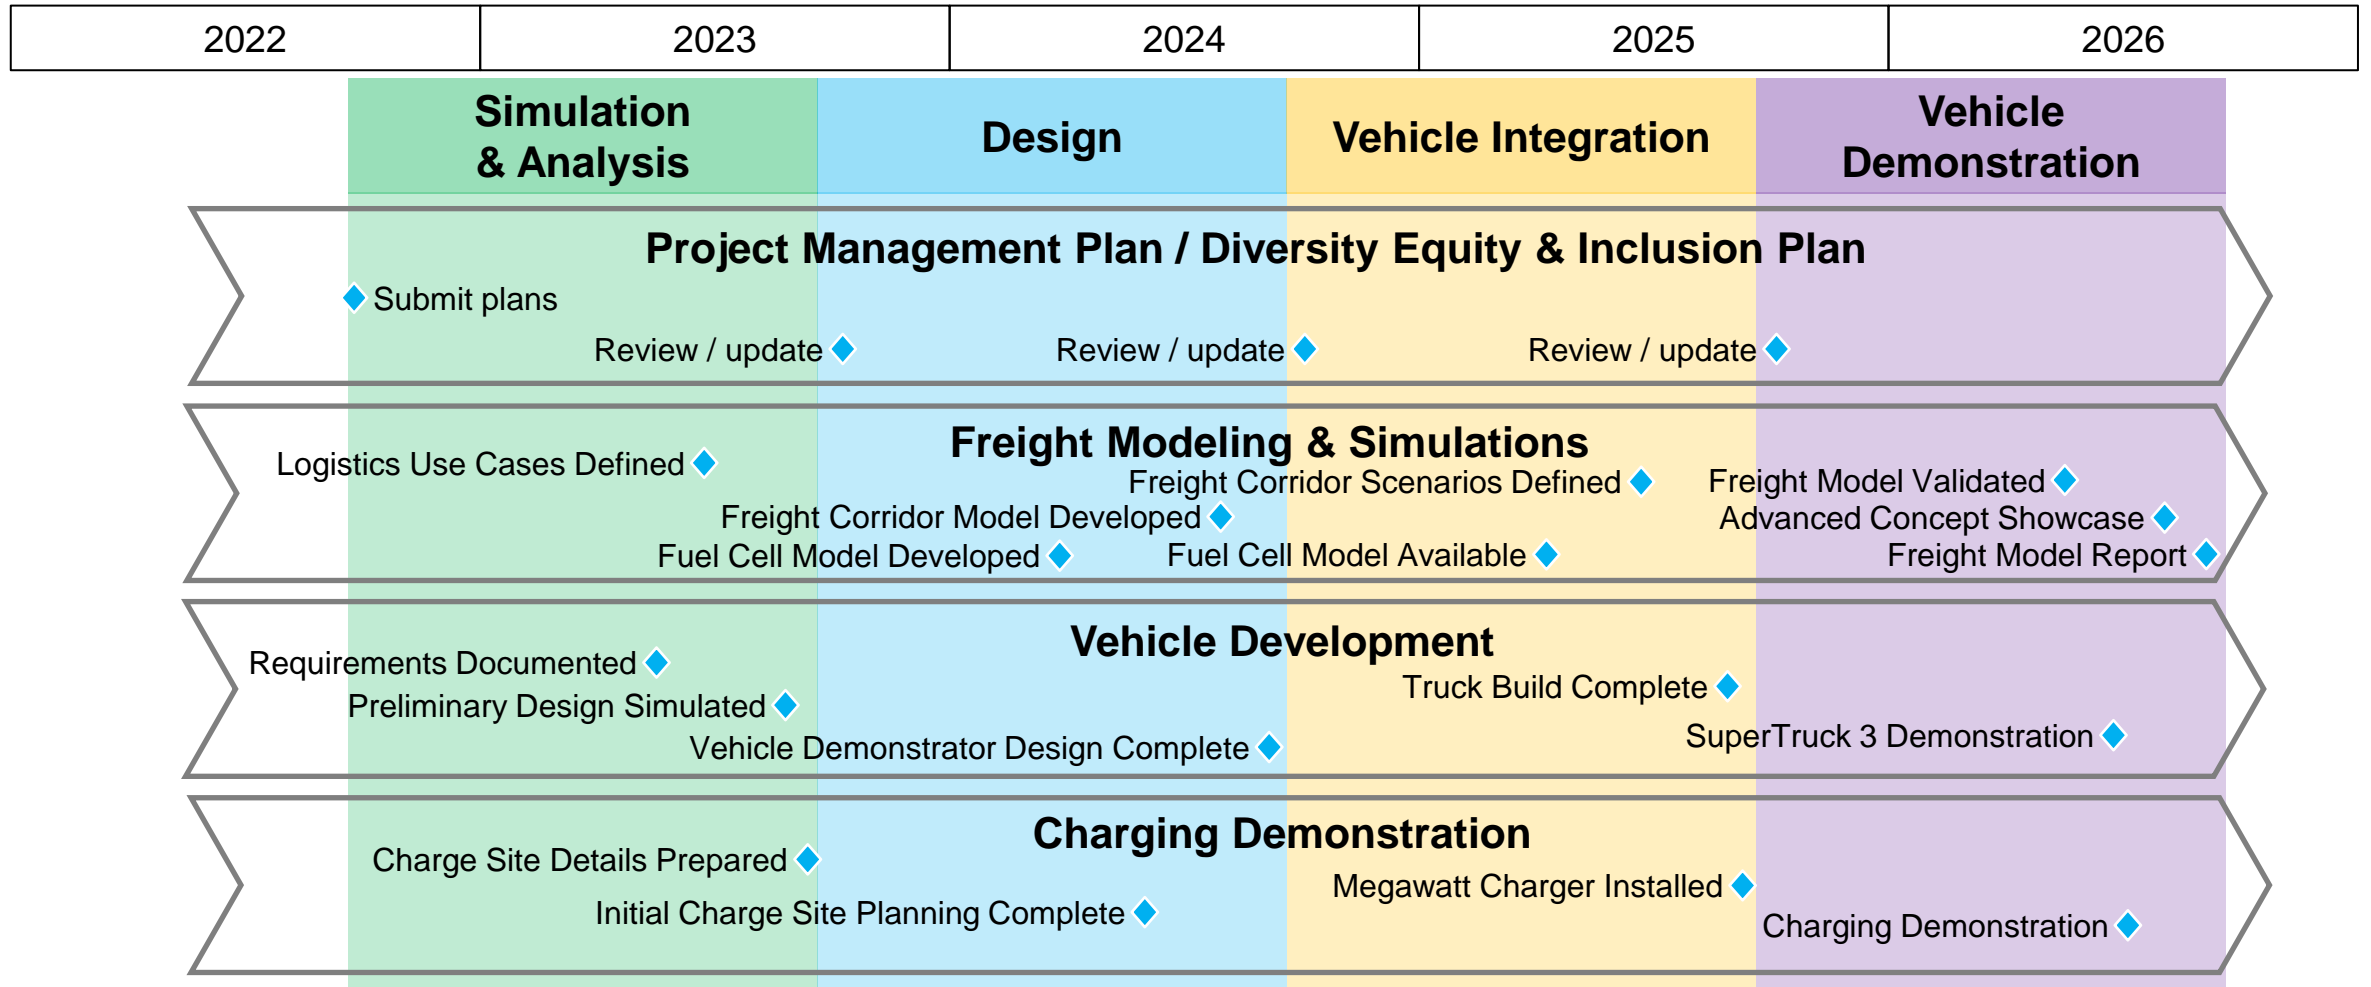 2022
2023
2024
2025
2026
Simulation
& Analysis
Design
Vehicle Integration
Vehicle
Demonstration
Project Management Plan / Diversity Equity & Inclusion Plan
Submit plans
Review / update
Review / update
Review / update
Freight Modeling & Simulations
Logistics Use Cases Defined
Freight Corridor Scenarios Defined
Freight Model Validated
Freight Corridor Model Developed
Advanced Concept Showcase
Fuel Cell Model Developed
Fuel Cell Model Available
Freight Model Report
Vehicle Development
Requirements Documented
Truck Build Complete
Preliminary Design Simulated
SuperTruck 3 Demonstration
Vehicle Demonstrator Design Complete
Charging Demonstration
Charge Site Details Prepared
Megawatt Charger Installed
Initial Charge Site Planning Complete
Charging Demonstration